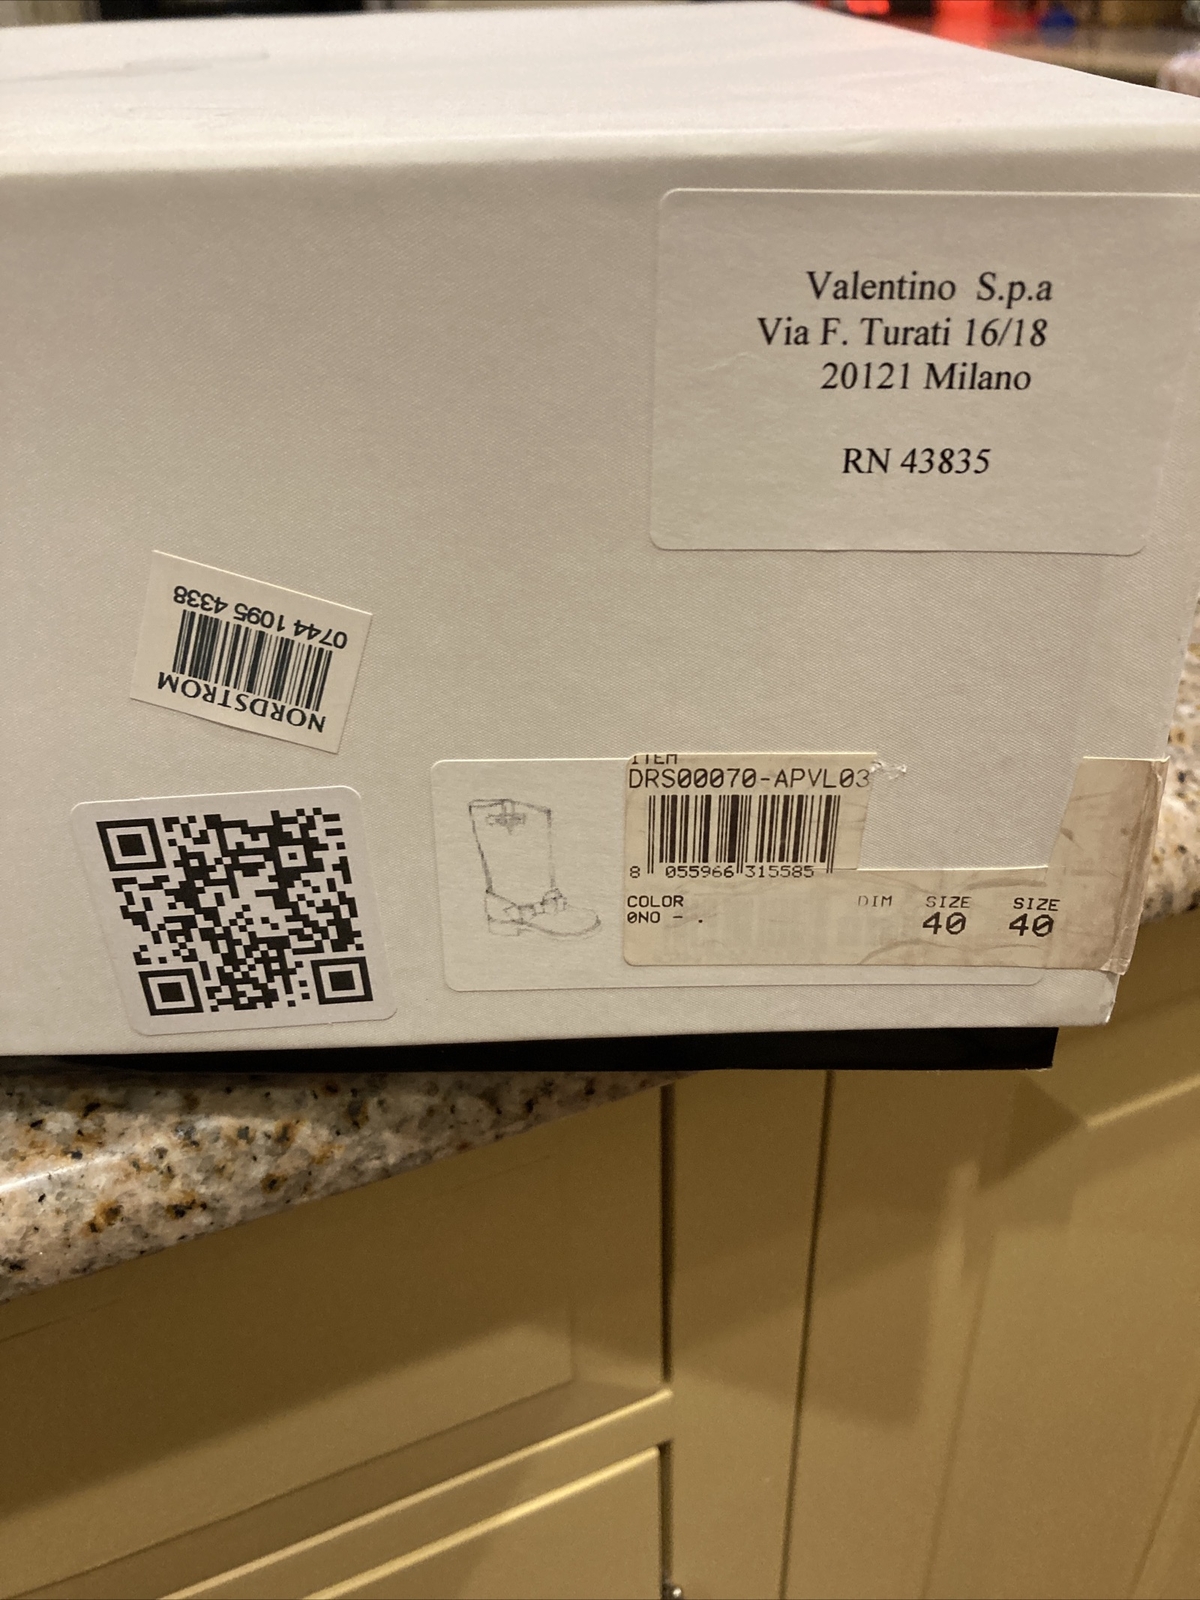 Valentino S.p.a
Via F. Turati 16/18
20121 Milano
RN 43835
NORDSTROM
0744 1095 4338
ITEM
DRS00070-APVL03
8 055966 315585
COLOR DIM SIZE SIZE
0NO - . 40 40